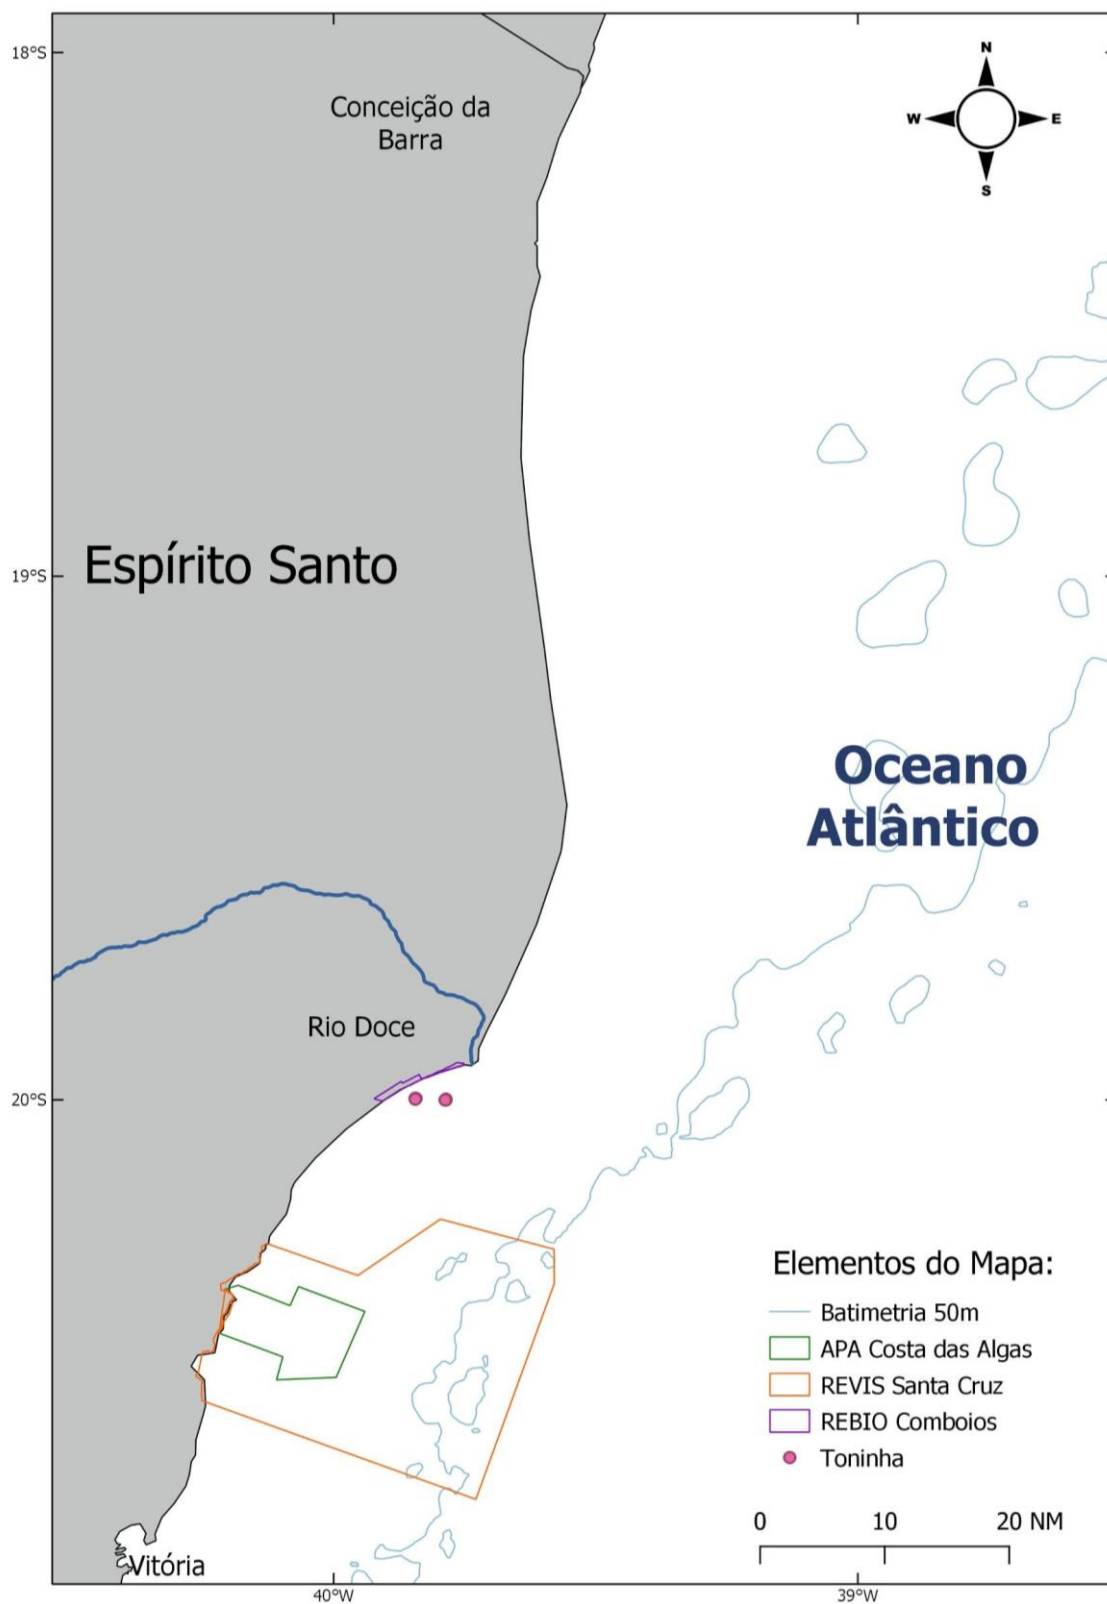 18°S
N
Conceição da
Barra
W
E
S
19°S
Espírito Santo
Oceano
Atlântico
Rio Doce
20°S
Elementos do Mapa:
Batimetria 50m
APA Costa das Algas
REVIS Santa Cruz
REBIO Comboios
Toninha
0 10 20 NM
Vitória
40°W 39°W